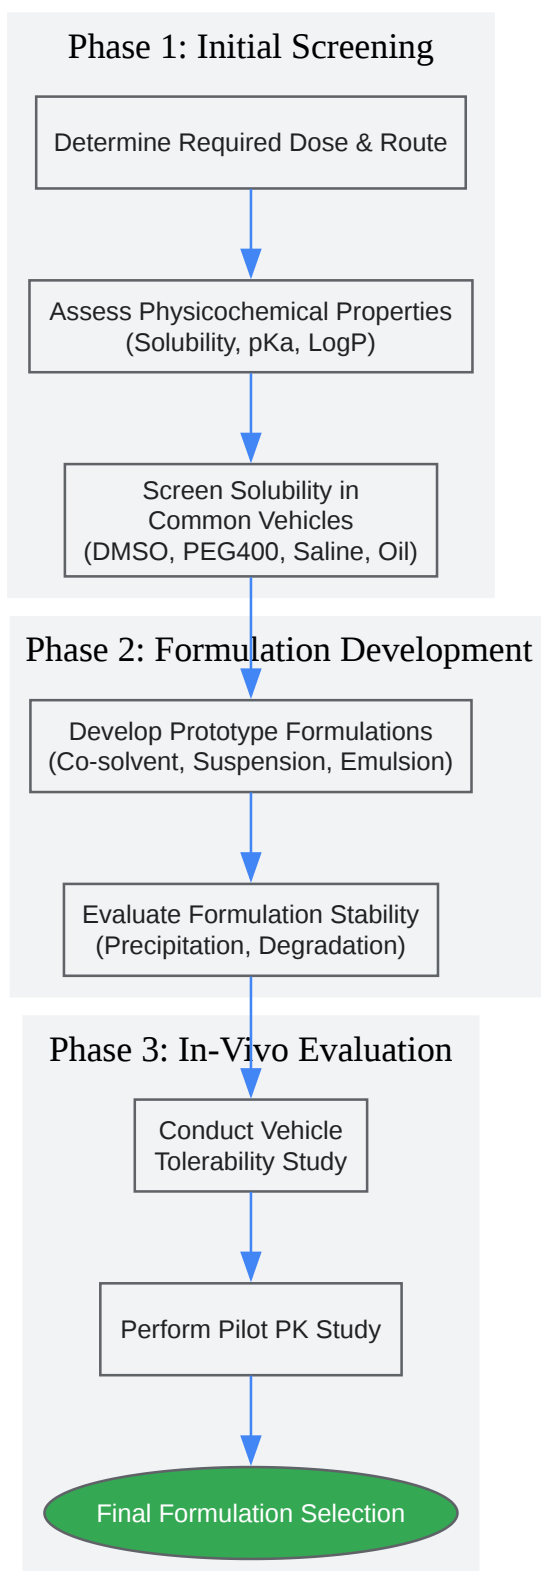 Phase 1: Initial Screening
Determine Required Dose & Route
Assess Physicochemical Properties
(Solubility, pKa, LogP)
Screen Solubility in
Common Vehicles
(DMSO, PEG400, Saline, Oil)
Phase 2: Formulation Development
Develop Prototype Formulations
(Co-solvent, Suspension, Emulsion)
Evaluate Formulation Stability
(Precipitation, Degradation)
Phase 3: In-Vivo Evaluation
Conduct Vehicle
Tolerability Study
Perform Pilot PK Study
Final Formulation Selection